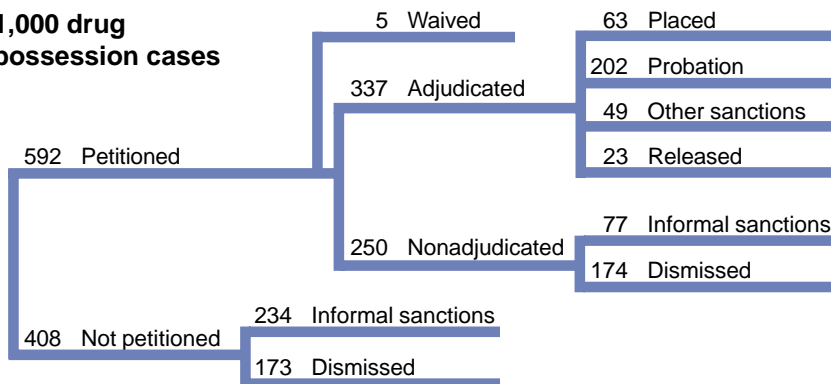 1,000 drug
possession cases
5 Waived
63 Placed
202 Probation
337 Adjudicated
49 Other sanctions
592 Petitioned
23 Released
77 Informal sanctions
250 Nonadjudicated
174 Dismissed
234 Informal sanctions
408 Not petitioned
173 Dismissed